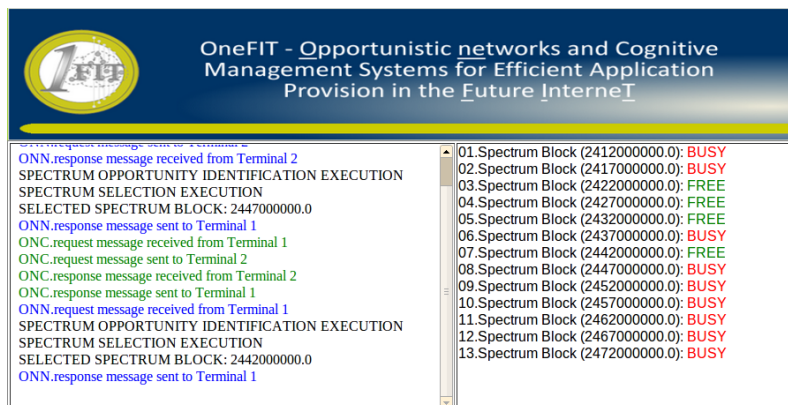 1 FIT
OneFIT - Opportunistic networks and Cognitive
Management Systems for Efficient Application
Provision in the Future InterneT
ONN.request message sent to Terminal 2
ONN.response message received from Terminal 2
SPECTRUM OPPORTUNITY IDENTIFICATION EXECUTION
SPECTRUM SELECTION EXECUTION
SELECTED SPECTRUM BLOCK: 2447000000.0
ONN.response message sent to Terminal 1
ONC.request message received from Terminal 1
ONC.request message sent to Terminal 2
ONC.response message received from Terminal 2
ONC.response message sent to Terminal 1
ONN.request message received from Terminal 1
SPECTRUM OPPORTUNITY IDENTIFICATION EXECUTION
SPECTRUM SELECTION EXECUTION
SELECTED SPECTRUM BLOCK: 2442000000.0
ONN.response message sent to Terminal 1
01.Spectrum Block (2412000000.0): BUSY
02.Spectrum Block (2417000000.0): BUSY
03.Spectrum Block (2422000000.0): FREE
04.Spectrum Block (2427000000.0): FREE
05.Spectrum Block (2432000000.0): FREE
06.Spectrum Block (2437000000.0): BUSY
07.Spectrum Block (2442000000.0): FREE
08.Spectrum Block (2447000000.0): BUSY
09.Spectrum Block (2452000000.0): BUSY
10.Spectrum Block (2457000000.0): BUSY
11.Spectrum Block (2462000000.0): BUSY
12.Spectrum Block (2467000000.0): BUSY
13.Spectrum Block (2472000000.0): BUSY